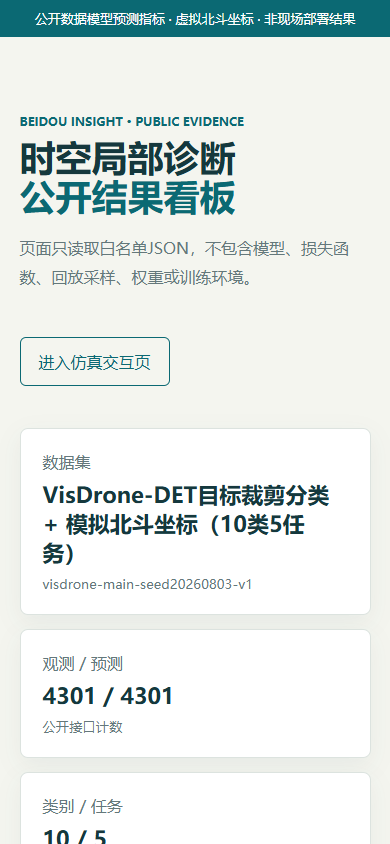 公开数据模型预测指标 · 虚拟北斗坐标 · 非现场部署结果
BEIDOU INSIGHT • PUBLIC EVIDENCE
时空局部诊断
公开结果看板
页面只读取白名单JSON，不包含模型、损失函
数、回放采样、权重或训练环境。
进入仿真交互页
数据集
VisDrone-DET目标裁剪分类
+ 模拟北斗坐标（10类5任
务）
visdrone-main-seed20260803-v1
观测 / 预测
4301 / 4301
公开接口计数
类别 / 任务
10 / 5